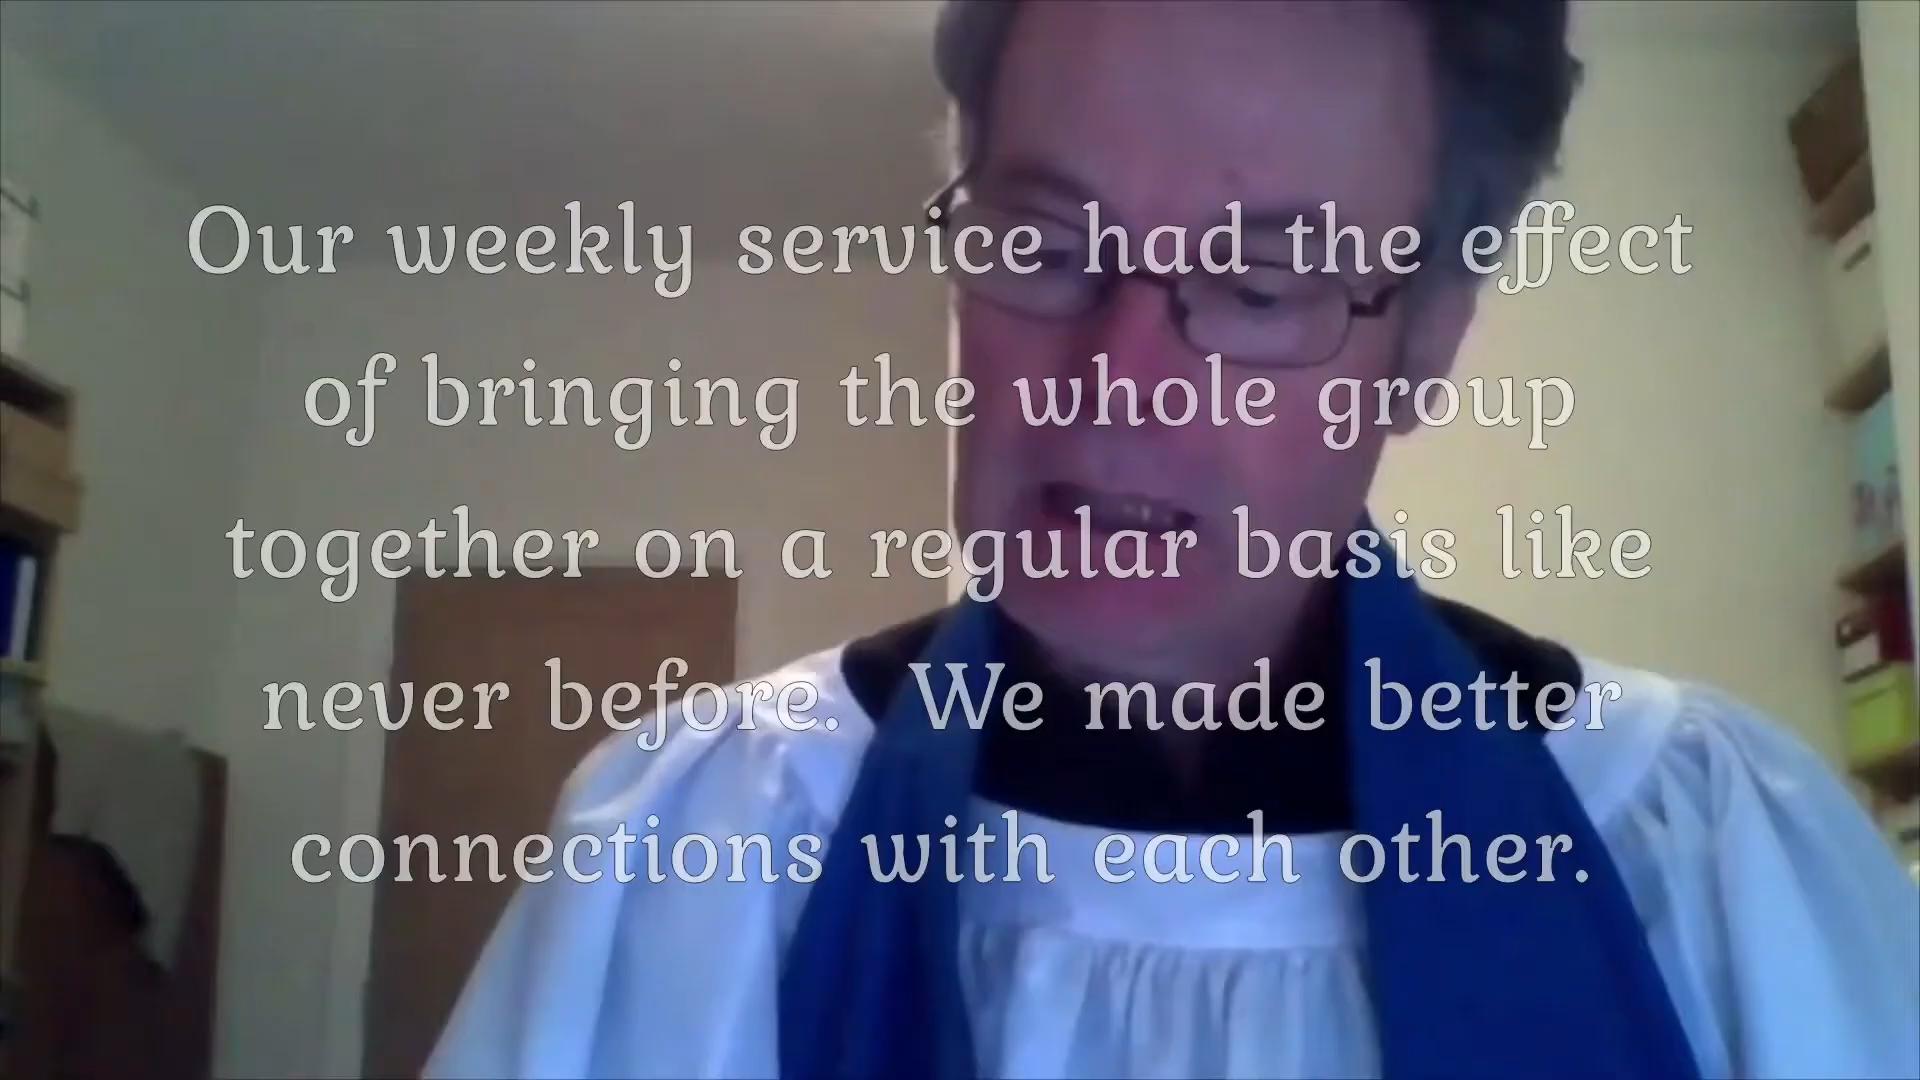 Our weekly service had the effect
of bringing the whole group
together on a regular basis like
never before. We made better
connections with each other.